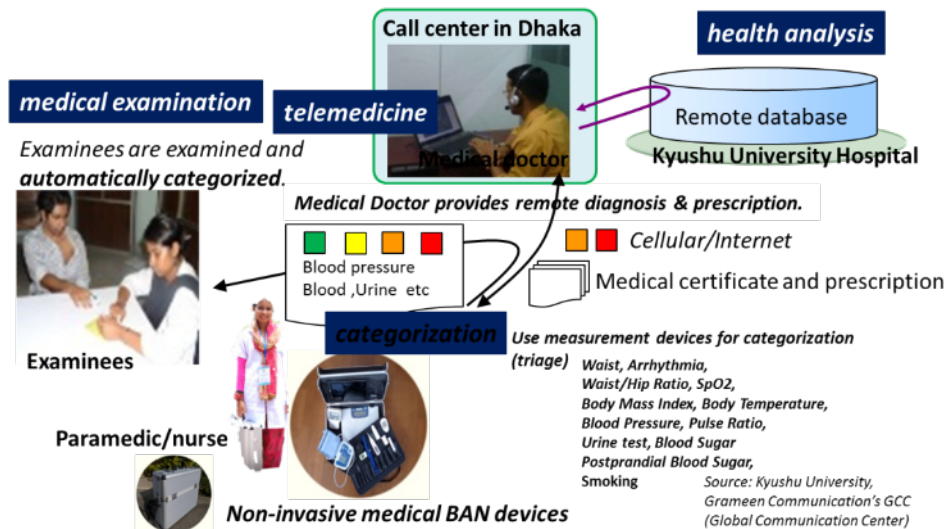 Call center in Dhaka
health analysis
medical examination
telemedicine
Remote database
Medical doctor
Kyushu University Hospital
Examinees are examined and
automatically categorized.
Medical Doctor provides remote diagnosis & prescription.
Cellular/Internet
Blood pressure
Blood ,Urine etc
Medical certificate and prescription
categorization
Use measurement devices for categorization
(triage)
Waist, Arrhythmia,
Waist/Hip Ratio, SpO2,
Body Mass Index, Body Temperature,
Blood Pressure, Pulse Ratio,
Urine test, Blood Sugar
Postprandial Blood Sugar,
Smoking
Examinees
Paramedic/nurse
Non-invasive medical BAN devices
Source: Kyushu University,
Grameen Communication's GCC
(Global Communication Center)